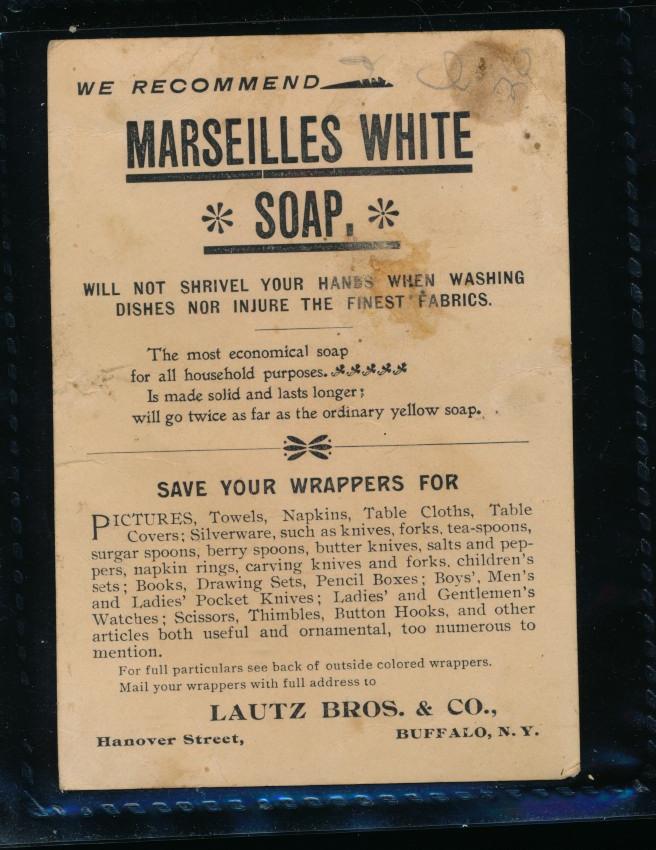 WE RECOMMEND
MARSEILLES WHITE
SOAP.
WILL NOT SHRIVEL YOUR HANDS WHEN WASHING
DISHES NOR INJURE THE FINEST FABRICS.
The most economical soap
for all household purposes.
Is made solid and lasts longer;
will go twice as far as the ordinary yellow soap.
SAVE YOUR WRAPPERS FOR
PICTURES, Towels, Napkins, Table Cloths, Table
Covers; Silverware, such as knives, forks, tea-spoons,
surgar spoons, berry spoons, butter knives, salts and pep-
pers, napkin rings, carving knives and forks, children's
sets; Books, Drawing Sets, Pencil Boxes; Boys', Men's
and Ladies' Pocket Knives; Ladies' and Gentlemen's
Watches; Scissors, Thimbles, Button Hooks, and other
articles both useful and ornamental, too numerous to
mention.
For full particulars see back of outside colored wrappers.
Mail your wrappers with full address to
LAUTZ BROS. & CO.,
Hanover Street, BUFFALO, N. Y.